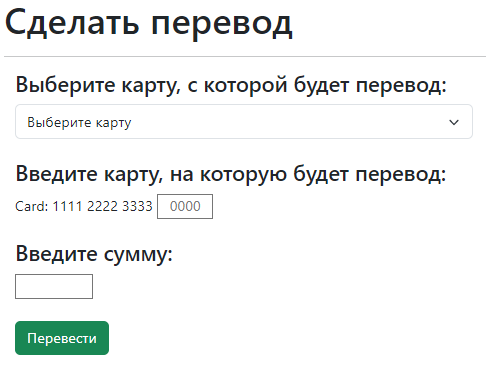 Сделать перевод
Выберите карту, с которой будет перевод:
Выберите карту
Введите карту, на которую будет перевод:
Card: 1111 2222 3333 0000
Введите сумму:
Перевести